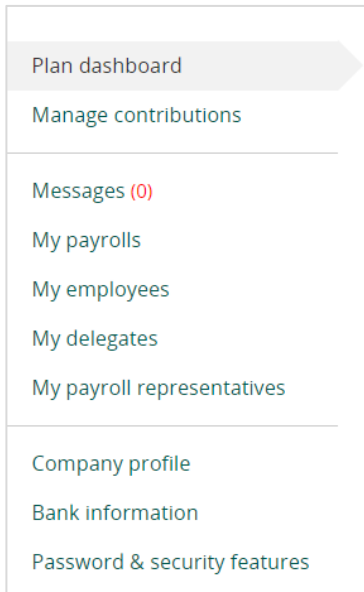 Plan dashboard
Manage contributions
Messages (0)
My payrolls
My employees
My delegates
My payroll representatives
Company profile
Bank information
Password & security features